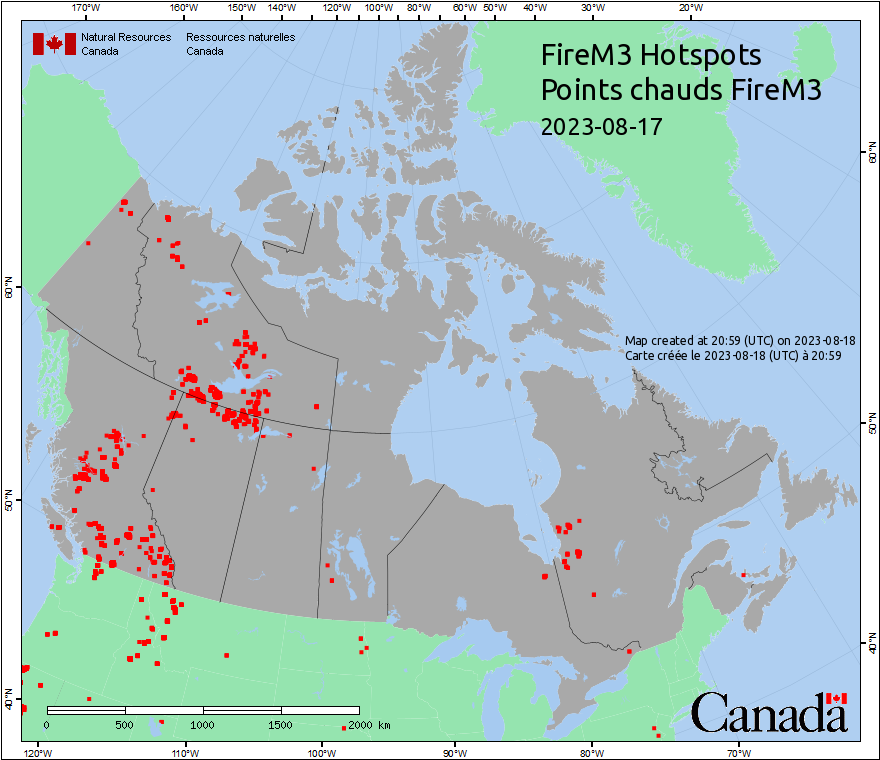 170°W 160°W 150°W 140°W 120°W 100°W 80°W 60°W 50°W 40°W 30°W 20°W
Natural Resources Ressources naturelles
Canada Canada
FireM3 Hotspots
Points chauds FireM3
2023-08-17
60°N
60°N
Map created at 20:59 (UTC) on 2023-08-18
Carte créée le 2023-08-18 (UTC) à 20:59
50°N
50°N
40°N
40°N
Canada
0 500 1000 1500 2000 km
120°W 110°W 100°W 90°W 80°W 70°W